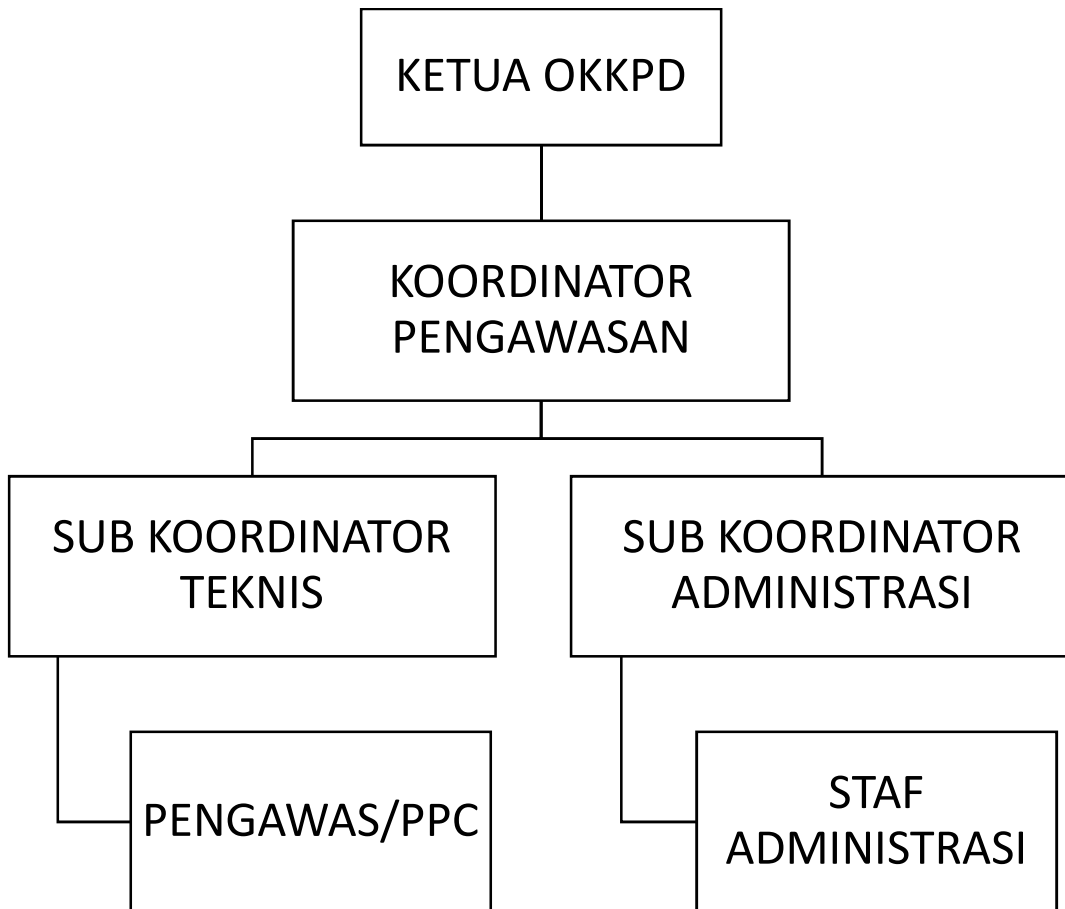 KETUA OKKPD
KOORDINATOR
PENGAWASAN
SUB KOORDINATOR
TEKNIS
SUB KOORDINATOR
ADMINISTRASI
PENGAWAS/PPC
STAF
ADMINISTRASI